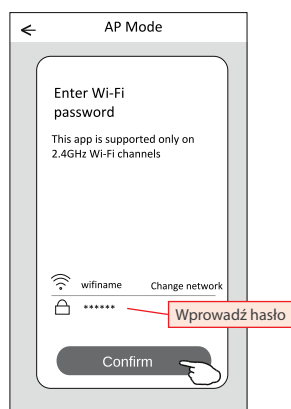 AP Mode
Enter Wi-Fi
password
This app is supported only on
2.4GHz Wi-Fi channels
wifiname Change network
******
Wprowadź hasło
Confirm